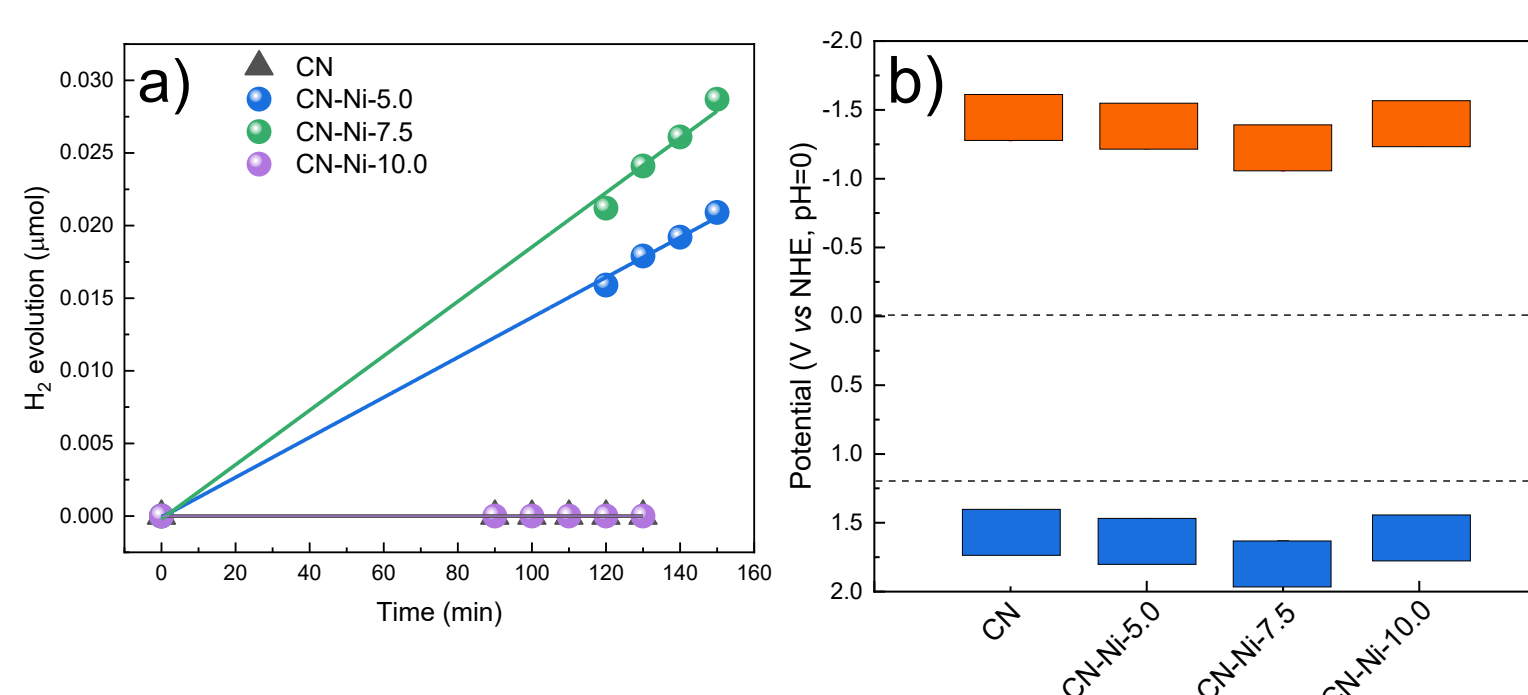 a)
CN
CN-Ni-5.0
CN-Ni-7.5
CN-Ni-10.0
H₂ evolution (μmol)
0.030
0.025
0.020
0.015
0.010
0.005
0.000
0 20 40 60 80 100 120 140 160
Time (min)
b)
Potential (V vs NHE, pH=0)
-2.0
-1.5
-1.0
-0.5
0.0
0.5
1.0
1.5
2.0
CN
CN-Ni-5.0
CN-Ni-7.5
CN-Ni-10.0